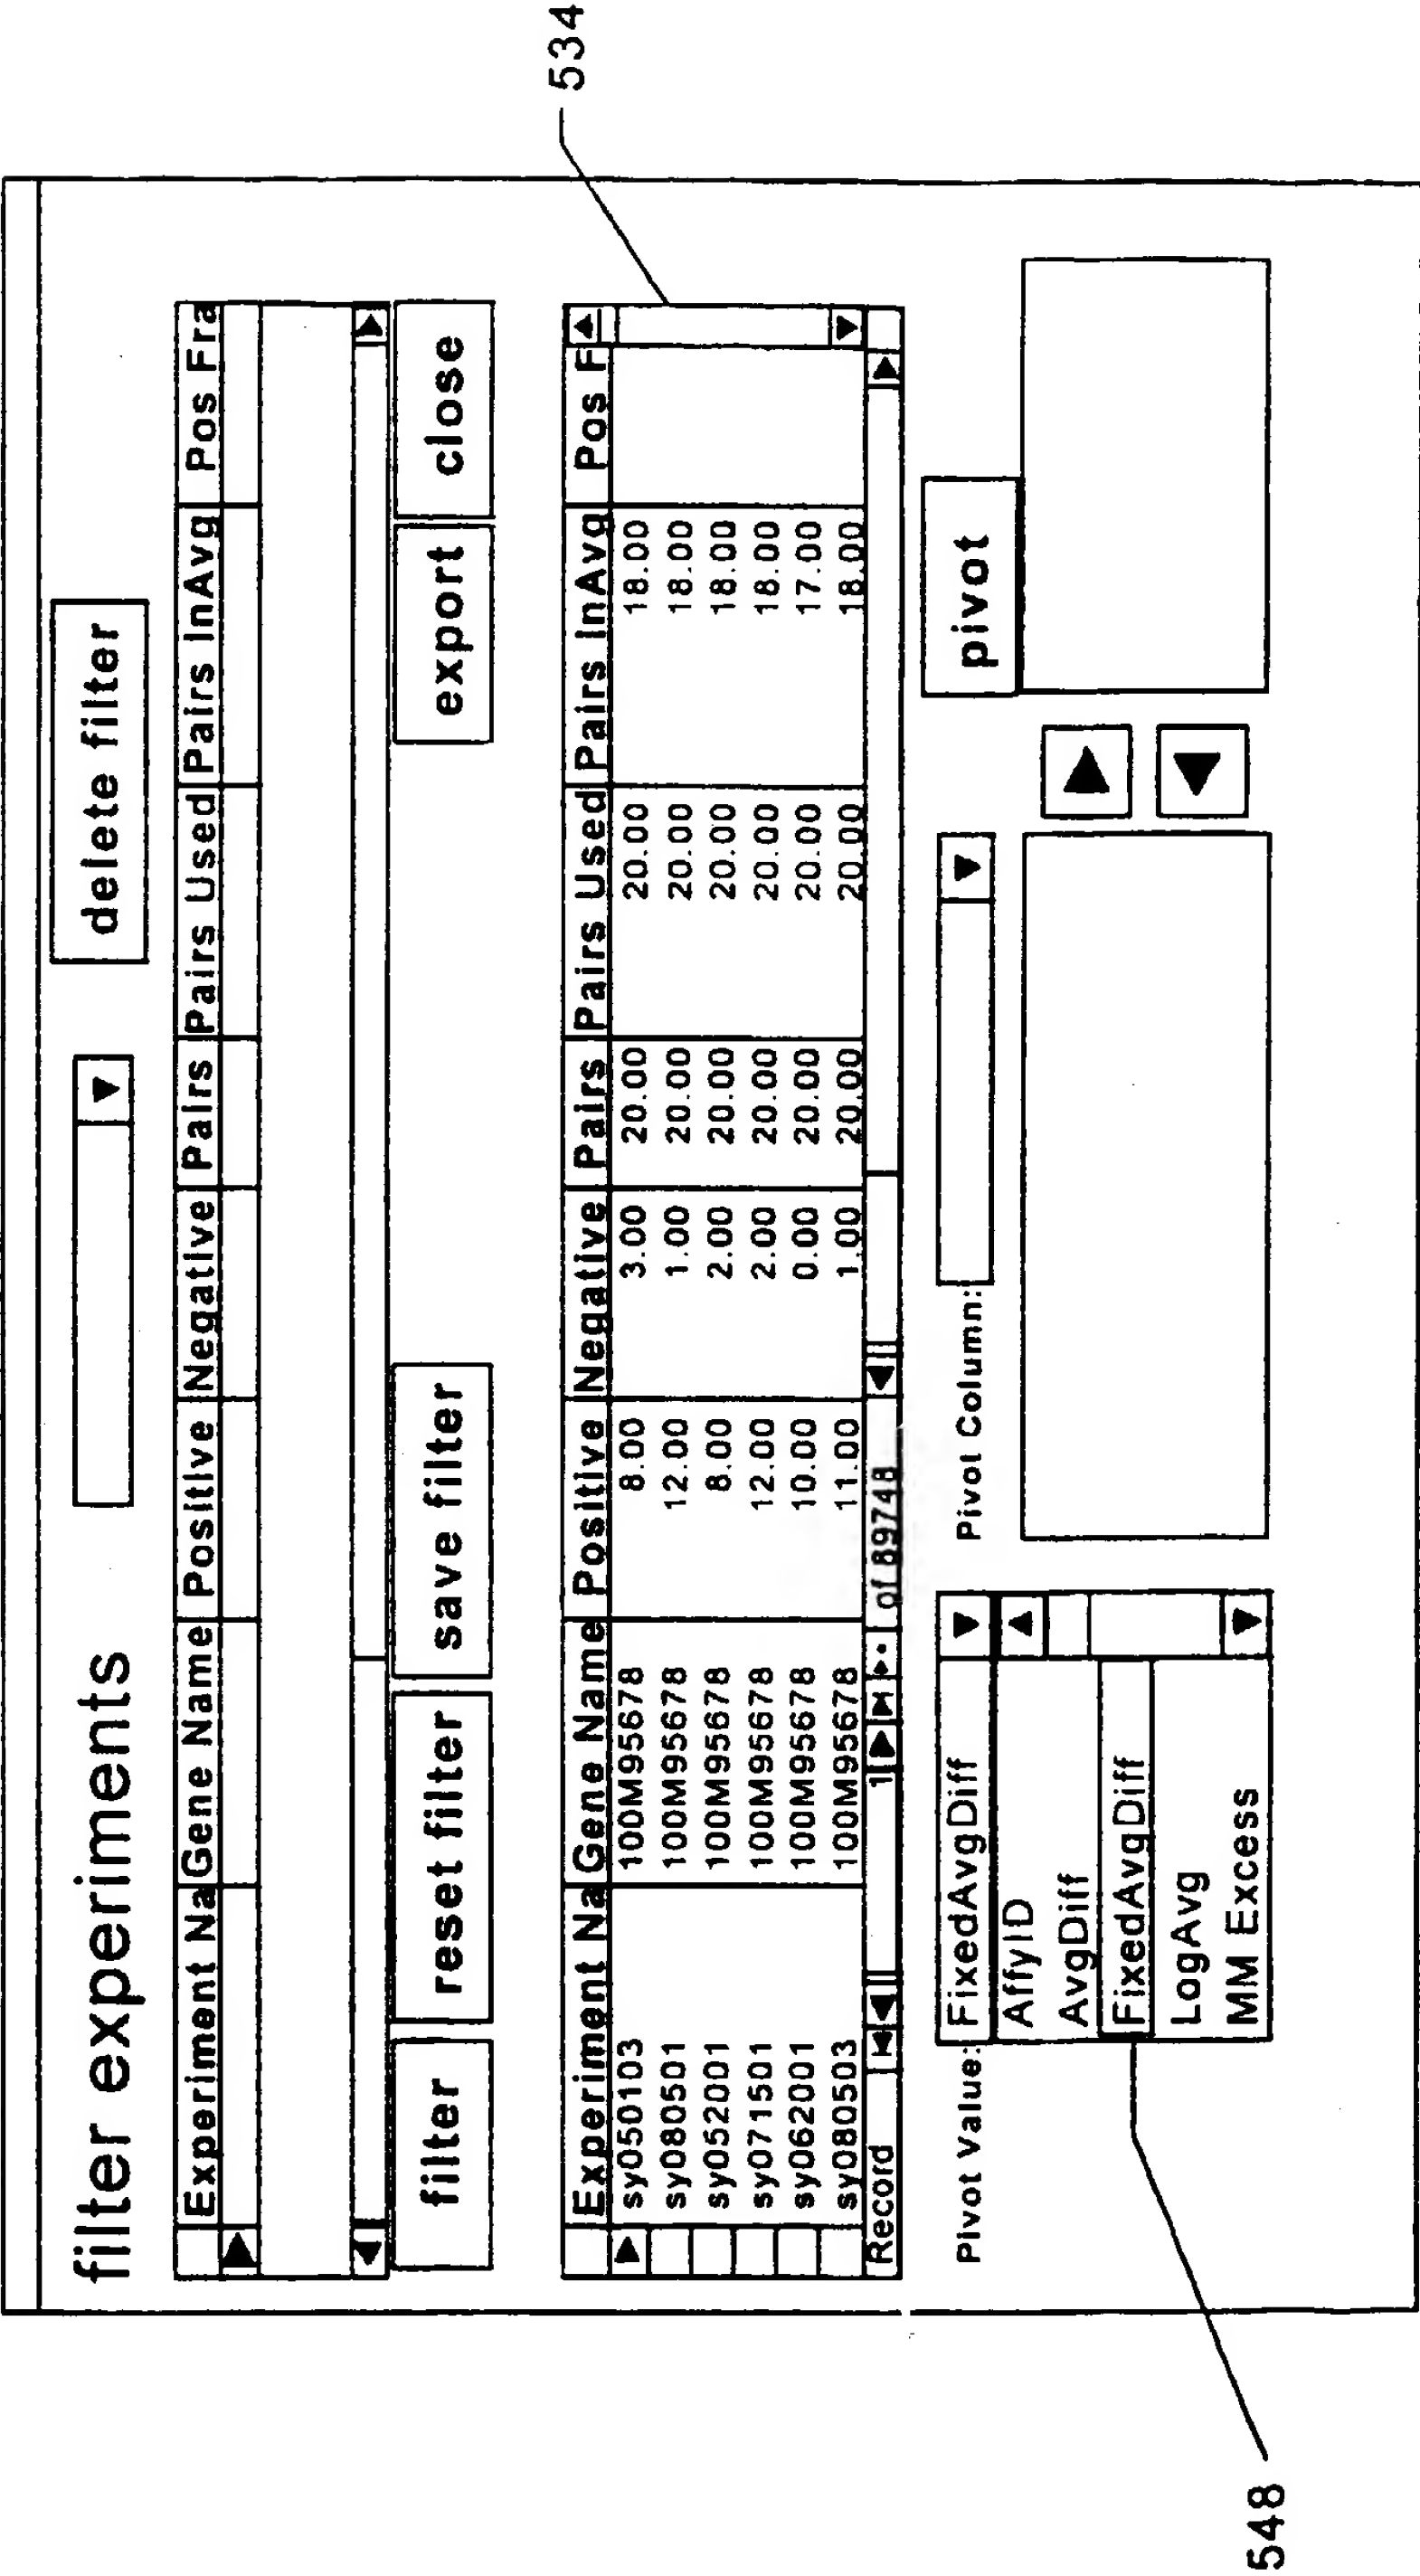 filter experiments
delete filter
Experiment Na Gene Name Positive Negative Pairs Pairs Used Pairs InAvg Pos Fra
filter reset filter save filter export close
534
Experiment Na Gene Name Positive Negative Pairs Pairs Used Pairs InAvg Pos F
sy050103 100M95678 8.00 3.00 20.00 20.00 18.00
sy080501 100M95678 12.00 1.00 20.00 20.00 18.00
sy052001 100M95678 8.00 2.00 20.00 20.00 18.00
sy071501 100M95678 12.00 2.00 20.00 20.00 18.00
sy062001 100M95678 10.00 0.00 20.00 20.00 17.00
sy080503 100M95678 11.00 1.00 20.00 20.00 18.00
Record 1 of 89748
pivot
Pivot Value: FixedAvgDiff Pivot Column:
AffyID
AvgDiff
FixedAvgDiff
LogAvg
MM Excess
548